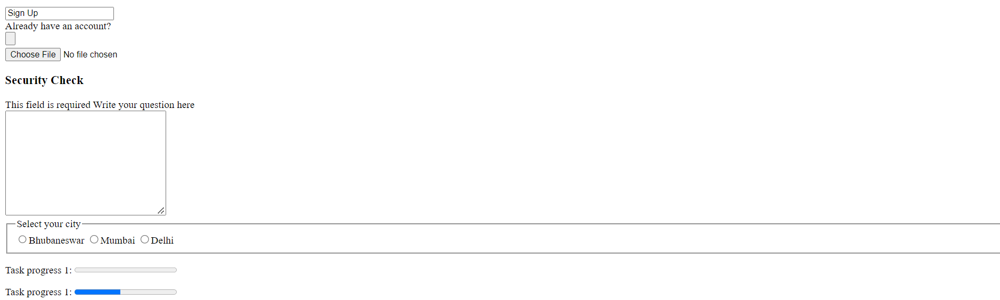 Sign Up
Already have an account?
Choose File No file chosen
Security Check
This field is required Write your question here
Select your city
Bhubaneswar Mumbai Delhi
Task progress 1:
Task progress 1: